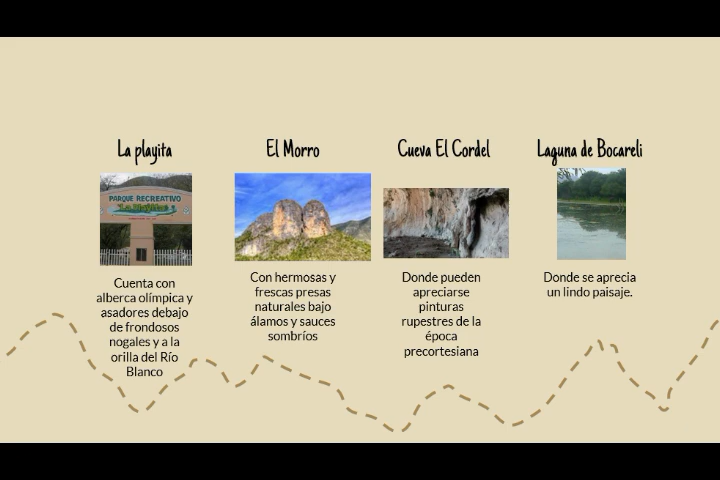 La playita
El Morro
Cueva El Cordel
Laguna de Bocareli
PARQUE RECREATIVO
La Playita
Cuenta con
alberca olímpica y
asadores debajo
de frondosos
nogales y a la
orilla del Río
Blanco
Con hermosas y
frescas presas
naturales bajo
álamos y sauces
sombríos
Donde pueden
apreciarse
pinturas
rupestres de la
época
precortesiana
Donde se aprecia
un lindo paisaje.